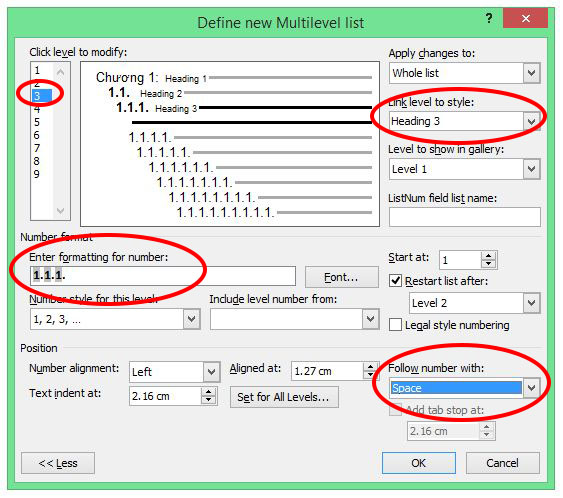 Define new Multilevel list
?
Click level to modify:
1
2
3
4
5
6
7
8
9
Chương 1: Heading 1
1.1. Heading 2
1.1.1. Heading 3
1.1.1.1.
1.1.1.1.1.
1.1.1.1.1.1.
1.1.1.1.1.1.1.
1.1.1.1.1.1.1.1.
1.1.1.1.1.1.1.1.1.
Apply changes to:
Whole list
Link level to style:
Heading 3
Level to show in gallery:
Level 1
ListNum field list name:
Number format
Enter formatting for number:
1.1.1.
Font...
Number style for this level:
1, 2, 3, ...
Include level number from:
Start at: 1
Restart list after:
Level 2
Legal style numbering
Position
Number alignment: Left
Aligned at: 1.27 cm
Text indent at: 2.16 cm
Set for All Levels...
Follow number with:
Space
Add tab stop at:
2.16 cm
<< Less
OK
Cancel